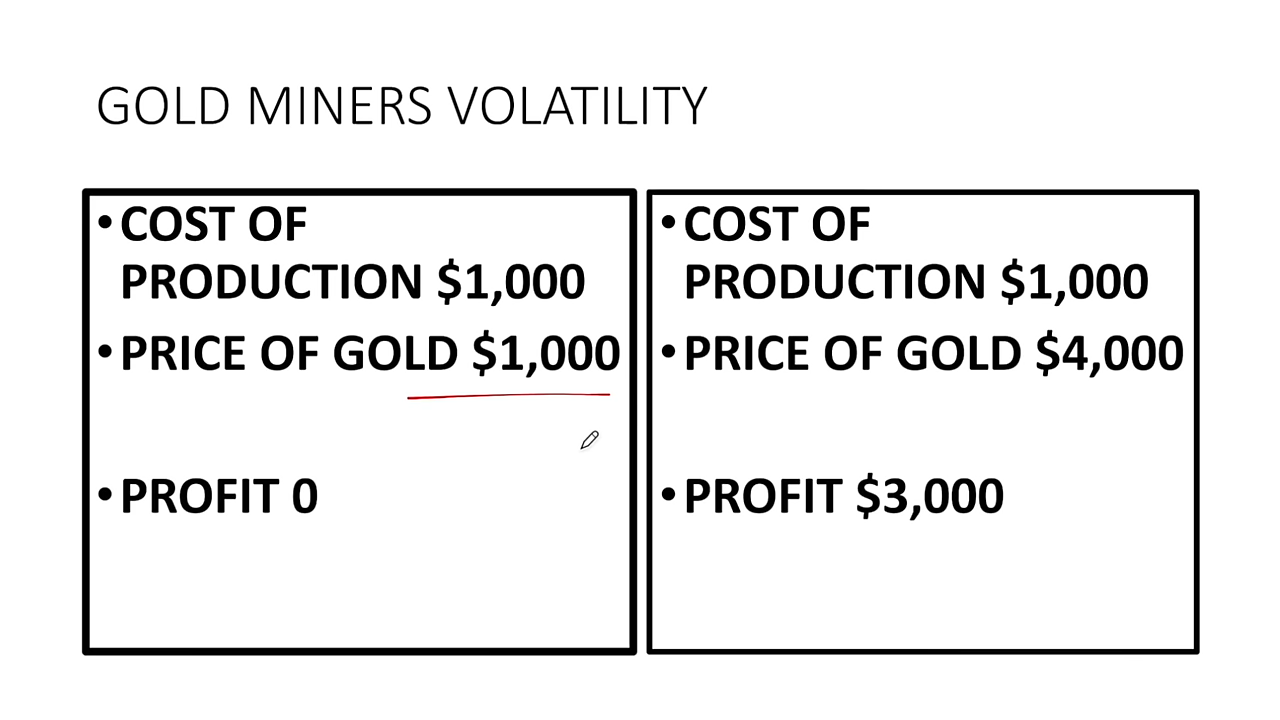 GOLD MINERS VOLATILITY
•COST OF
PRODUCTION $1,000
•PRICE OF GOLD $1,000
•PROFIT 0
•COST OF
PRODUCTION $1,000
•PRICE OF GOLD $4,000
•PROFIT $3,000